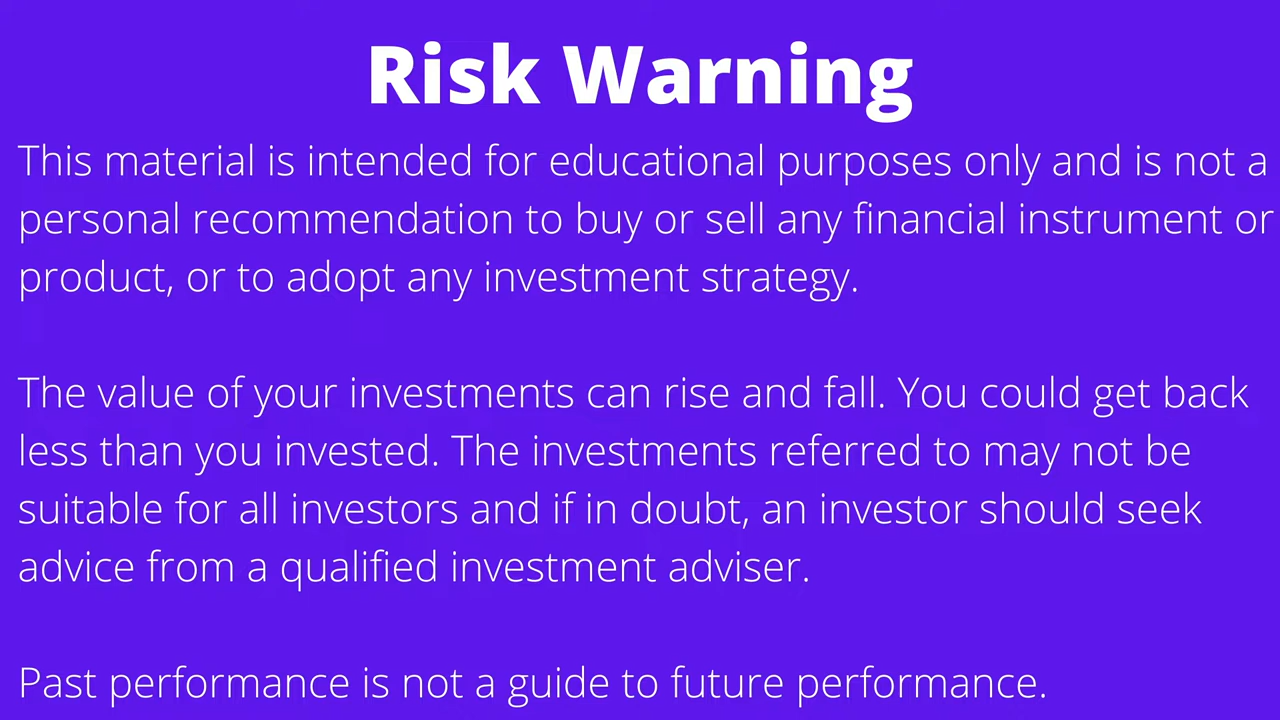 Risk Warning
This material is intended for educational purposes only and is not a
personal recommendation to buy or sell any financial instrument or
product, or to adopt any investment strategy.
The value of your investments can rise and fall. You could get back
less than you invested. The investments referred to may not be
suitable for all investors and if in doubt, an investor should seek
advice from a qualified investment adviser.
Past performance is not a guide to future performance.